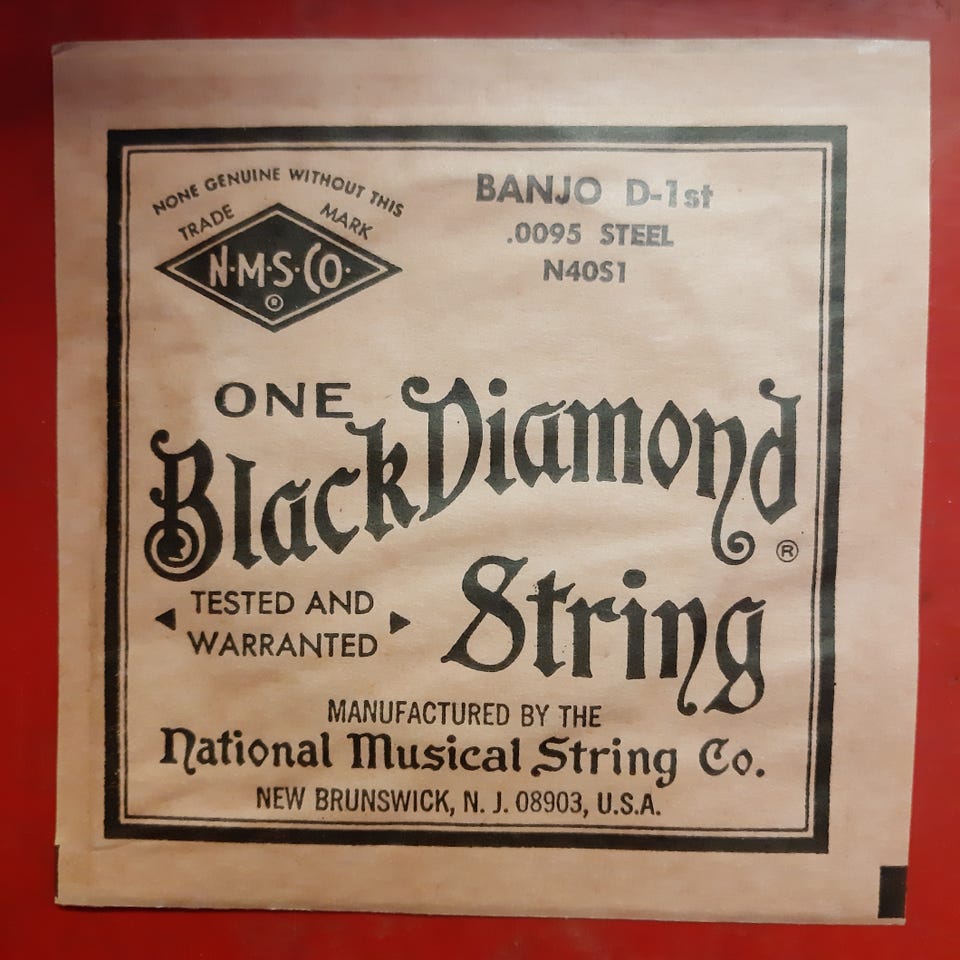 NONE GENUINE WITHOUT THIS
TRADE MARK
N·M·S·CO·
®
BANJO D-1st
.0095 STEEL
N40S1
ONE
Black Diamond
String ®
TESTED AND
WARRANTED
MANUFACTURED BY THE
National Musical String Co.
NEW BRUNSWICK, N. J. 08903, U.S.A.